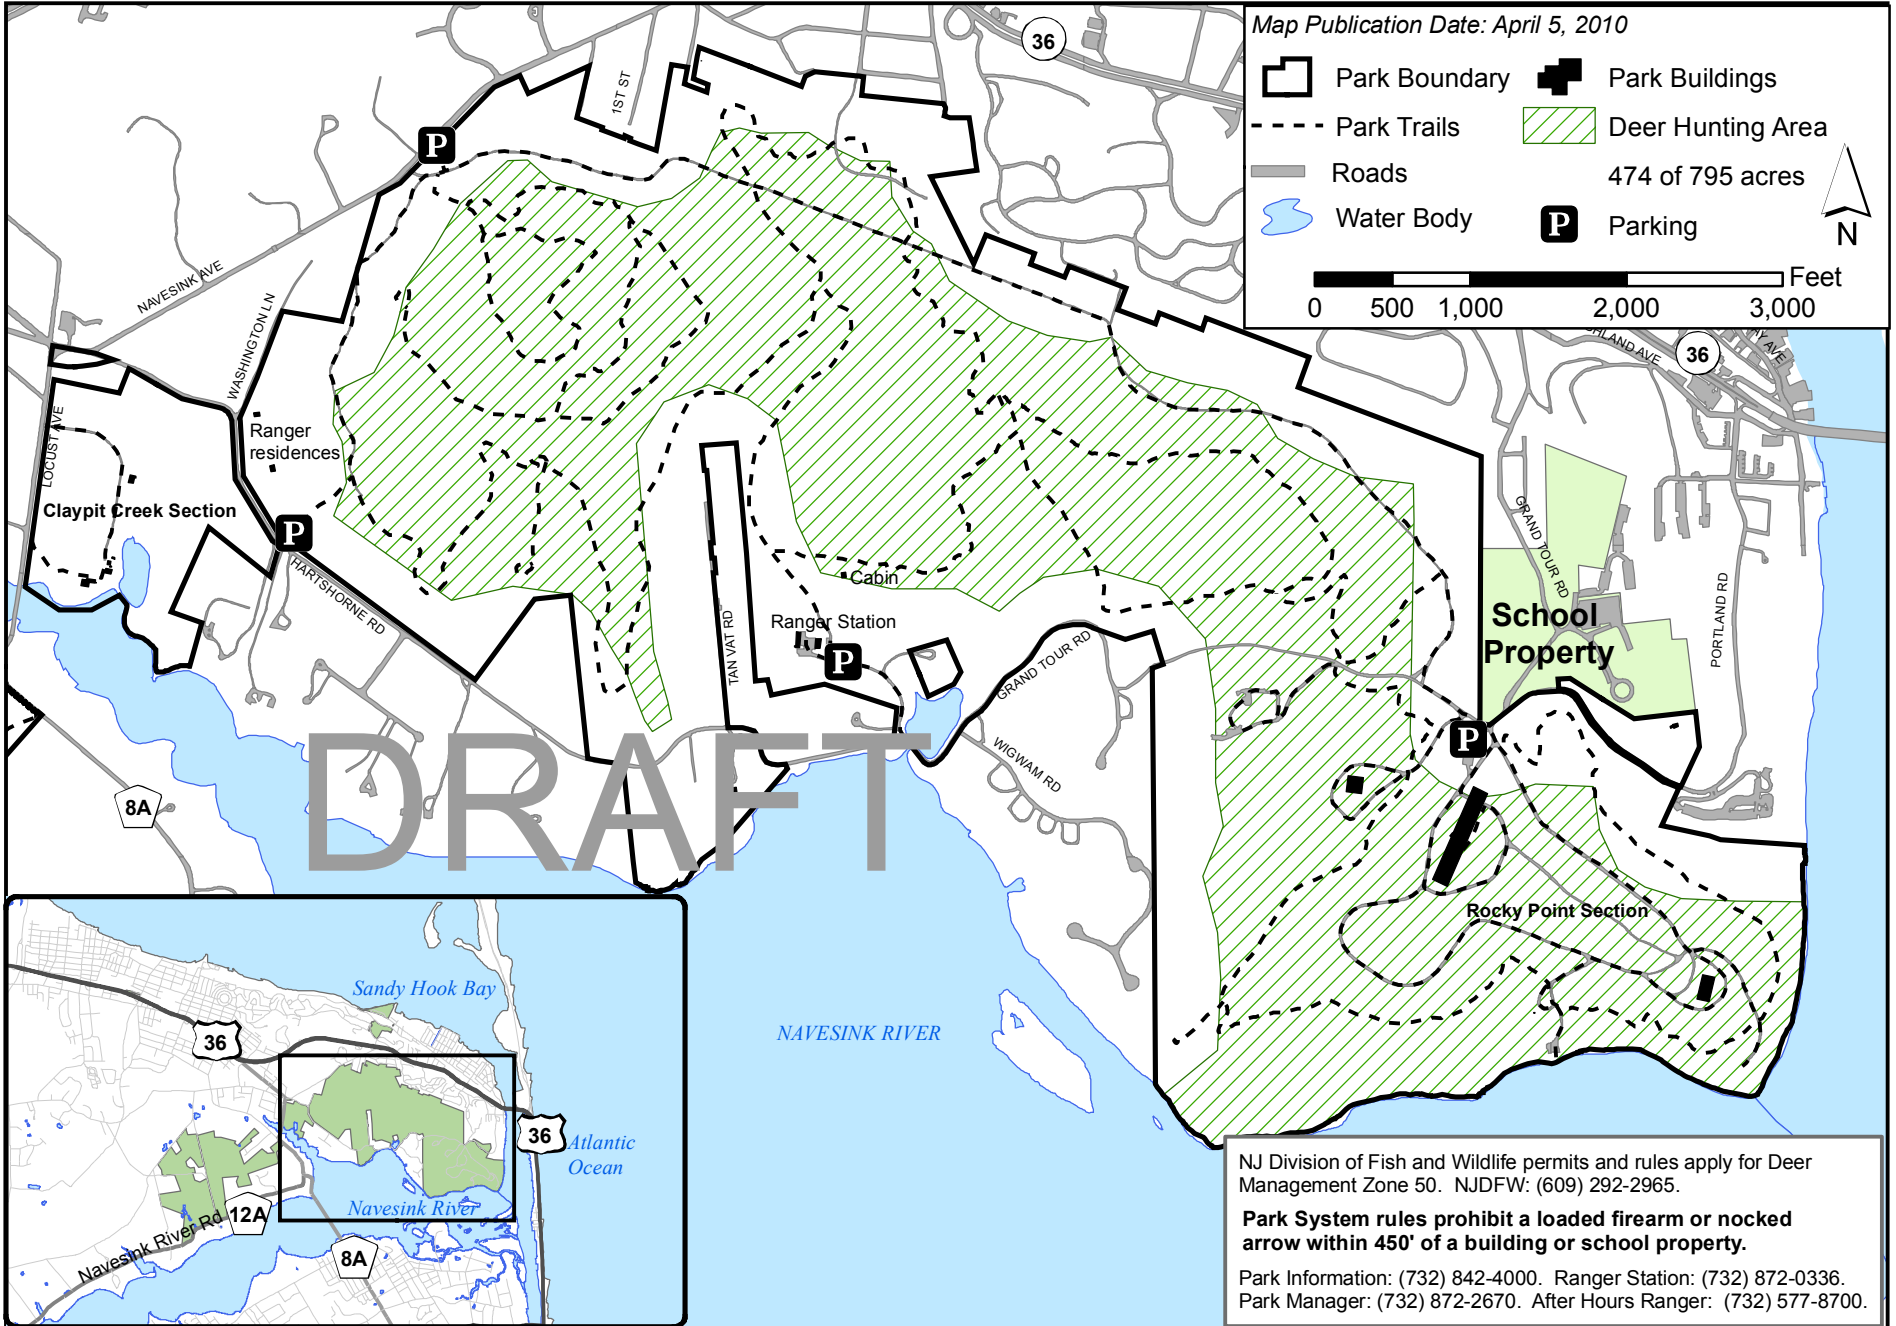 Map Publication Date: April 5, 2010
Park Boundary
Park Buildings
Park Trails
Deer Hunting Area
Roads
474 of 795 acres
Water Body
P Parking
N
Feet
0 500 1,000 2,000 3,000
36
1ST ST
P
NAVESINK AVE
WASHINGTON LN
LOCUST AVE
Ranger
residences
Claypit Creek Section
P
HARTSHORNE RD
TAN VAT RD
Cabin
Ranger Station
P
GRAND TOUR RD
WIGWAM RD
HLAND AVE
36
AY AVE
GRAND TOUR RD
PORTLAND RD
School
Property
P
Rocky Point Section
8A
DRAFT
NAVESINK RIVER
Sandy Hook Bay
36
36
Atlantic
Ocean
Navesink River
12A
Navesink River Rd
8A
NJ Division of Fish and Wildlife permits and rules apply for Deer
Management Zone 50. NJDFW: (609) 292-2965.
Park System rules prohibit a loaded firearm or nocked
arrow within 450' of a building or school property.
Park Information: (732) 842-4000. Ranger Station: (732) 872-0336.
Park Manager: (732) 872-2670. After Hours Ranger: (732) 577-8700.